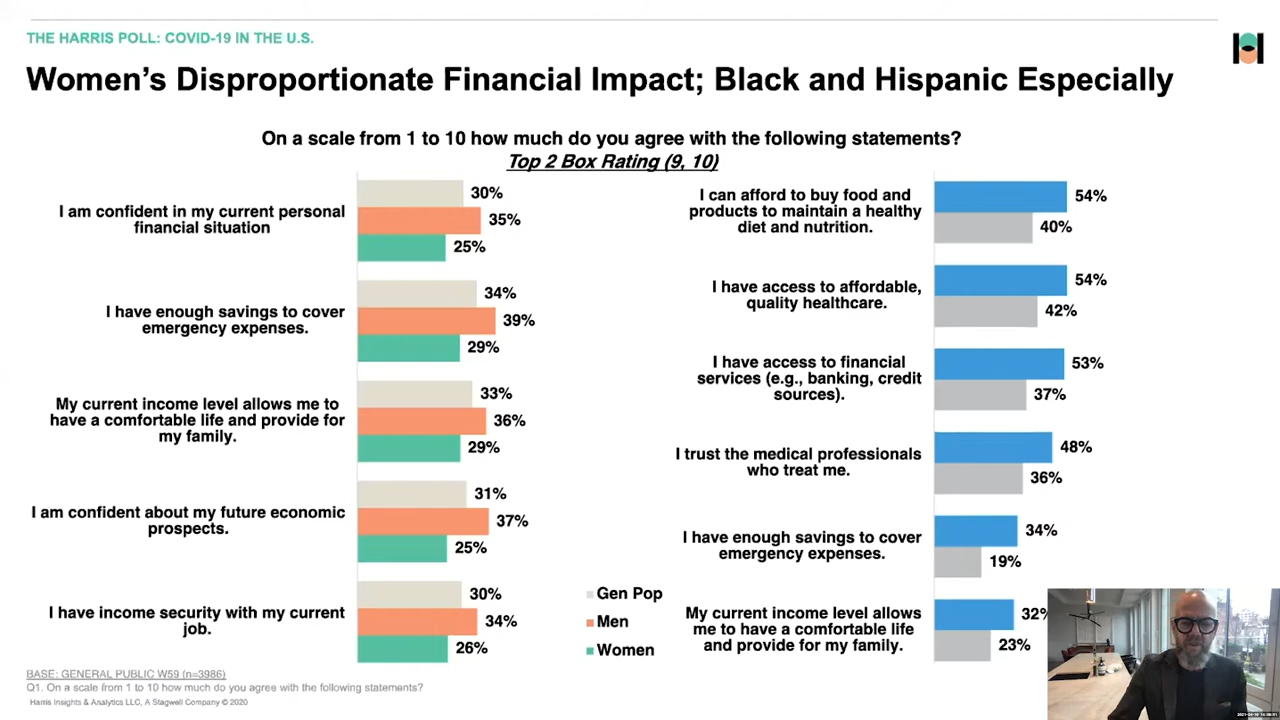 THE HARRIS POLL: COVID-19 IN THE U.S.
Women's Disproportionate Financial Impact; Black and Hispanic Especially
On a scale from 1 to 10 how much do you agree with the following statements?
Top 2 Box Rating (9, 10)
I am confident in my current personal
financial situation
30%
35%
25%
I have enough savings to cover
emergency expenses.
34%
39%
29%
My current income level allows me to
have a comfortable life and provide for
my family.
33%
36%
29%
I am confident about my future economic
prospects.
31%
37%
25%
I have income security with my current
job.
30%
34%
26%
Gen Pop
Men
Women
I can afford to buy food and
products to maintain a healthy
diet and nutrition.
54%
40%
I have access to affordable,
quality healthcare.
54%
42%
I have access to financial
services (e.g., banking, credit
sources).
53%
37%
I trust the medical professionals
who treat me.
48%
36%
I have enough savings to cover
emergency expenses.
34%
19%
My current income level allows
me to have a comfortable life
and provide for my family.
32%
23%
BASE: GENERAL PUBLIC W59 (n=3986)
Q1. On a scale from 1 to 10 how much do you agree with the following statements?
Harris Insights & Analytics LLC, A Stagwell Company © 2020